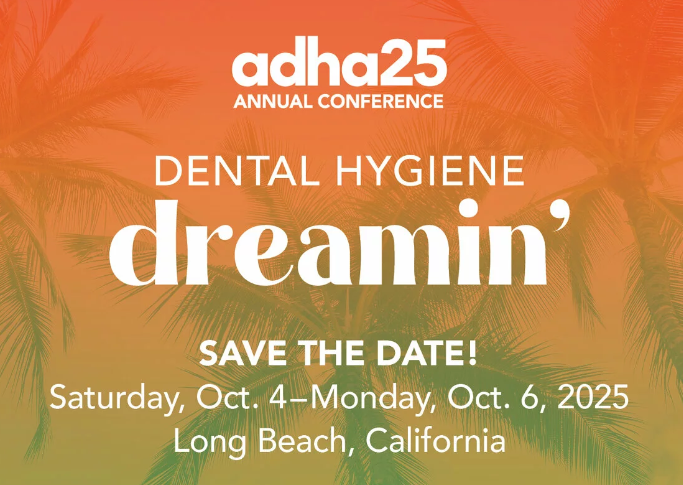 adha25
ANNUAL CONFERENCE
DENTAL HYGIENE
dreamin’
SAVE THE DATE!
Saturday, Oct. 4–Monday, Oct. 6, 2025
Long Beach, California